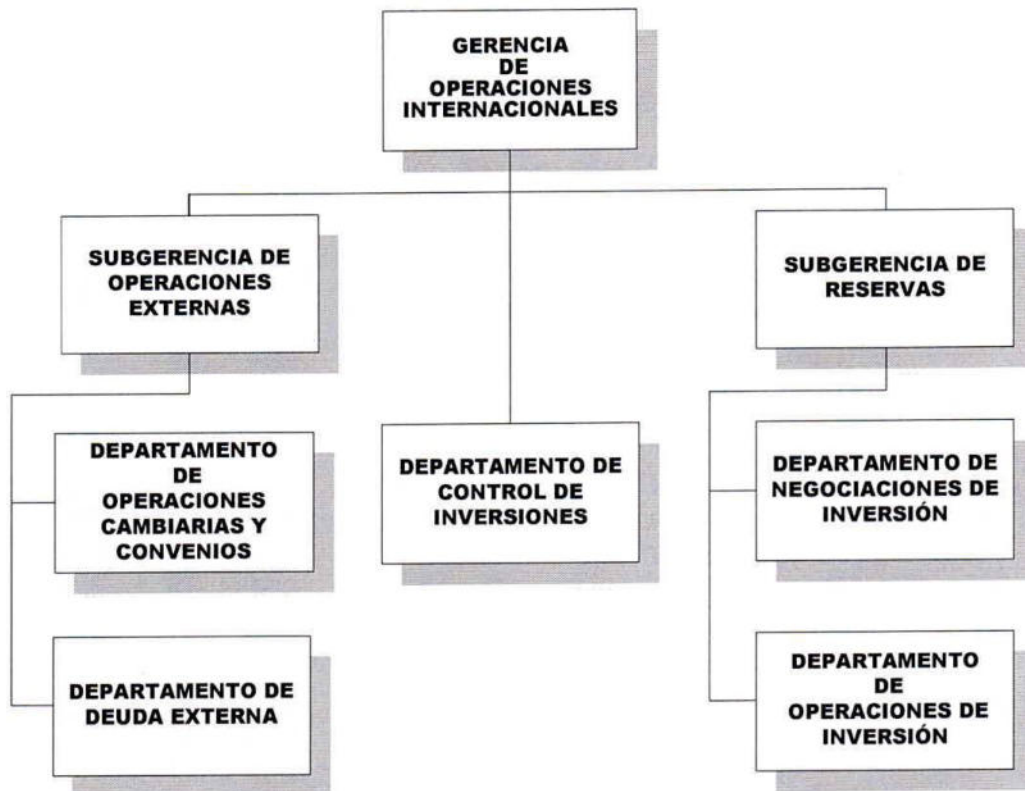 GERENCIA
DE
OPERACIONES
INTERNACIONALES
SUBGERENCIA DE
OPERACIONES
EXTERNAS
SUBGERENCIA DE
RESERVAS
DEPARTAMENTO
DE
OPERACIONES
CAMBIARIAS Y
CONVENIOS
DEPARTAMENTO DE
CONTROL DE
INVERSIONES
DEPARTAMENTO DE
NEGOCIACIONES DE
INVERSIÓN
DEPARTAMENTO DE
DEUDA EXTERNA
DEPARTAMENTO
DE
OPERACIONES DE
INVERSIÓN